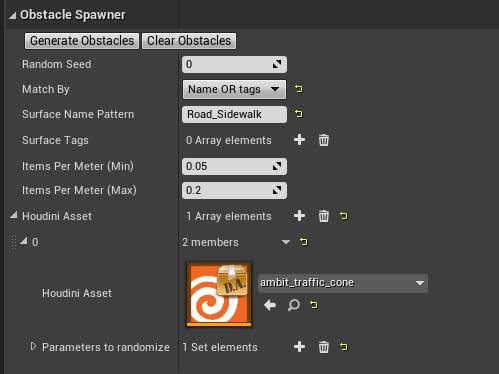 Obstacle Spawner
Generate Obstacles Clear Obstacles
Random Seed 0
Match By Name OR tags
Surface Name Pattern Road_Sidewalk
Surface Tags 0 Array elements
Items Per Meter (Min) 0.05
Items Per Meter (Max) 0.2
Houdini Asset 1 Array elements
0 2 members
D.A.
ambit_traffic_cone
Houdini Asset
Parameters to randomize 1 Set elements